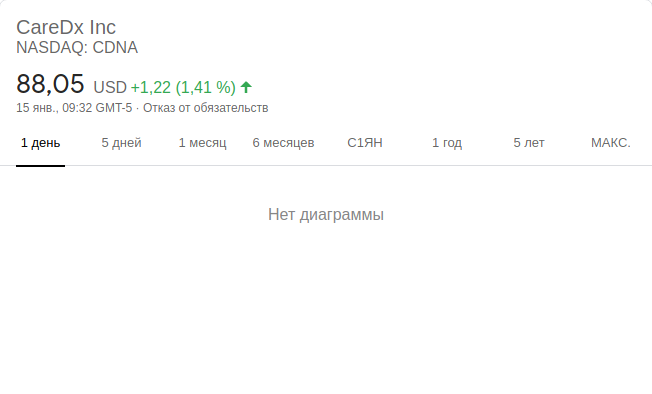 CareDx Inc
NASDAQ: CDNA
88,05 USD +1,22 (1,41 %)
15 янв., 09:32 GMT-5 · Отказ от обязательств
1 день 5 дней 1 месяц 6 месяцев С1ЯН 1 год 5 лет МАКС.
Нет диаграммы